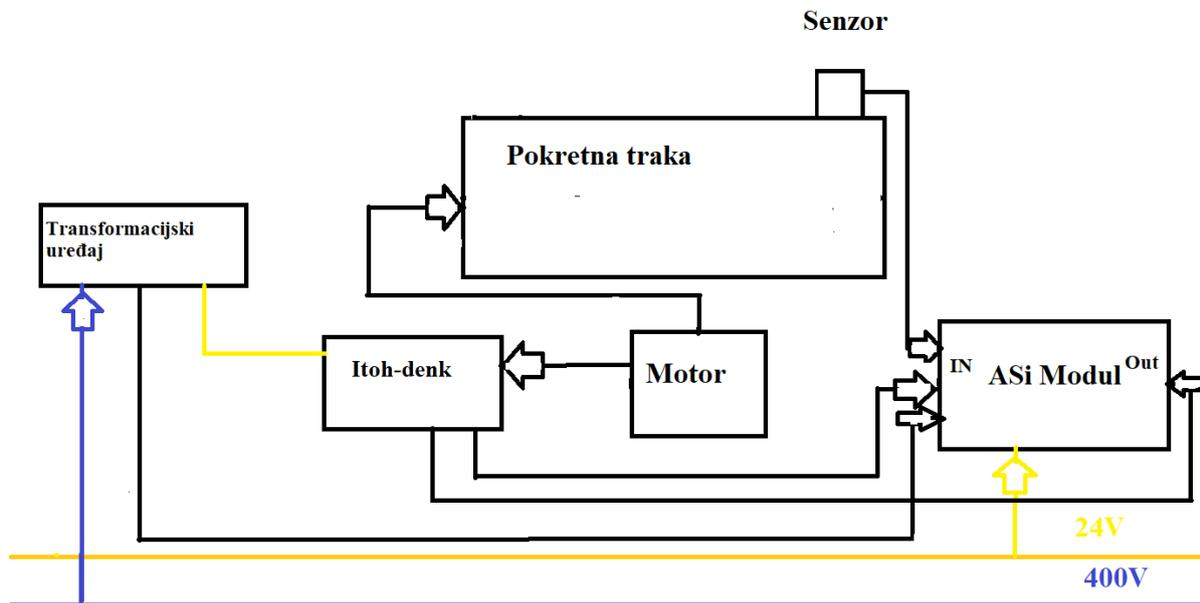 Senzor
Pokretna traka
Transformacijski
uređaj
Itoh-denk
Motor
IN
ASi Modul
Out
24V
400V